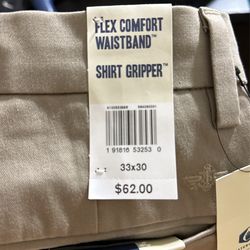 FLEX COMFORT
WAISTBAND™
SHIRT GRIPPER™
1 91816 53253 0
33x30
$62.00